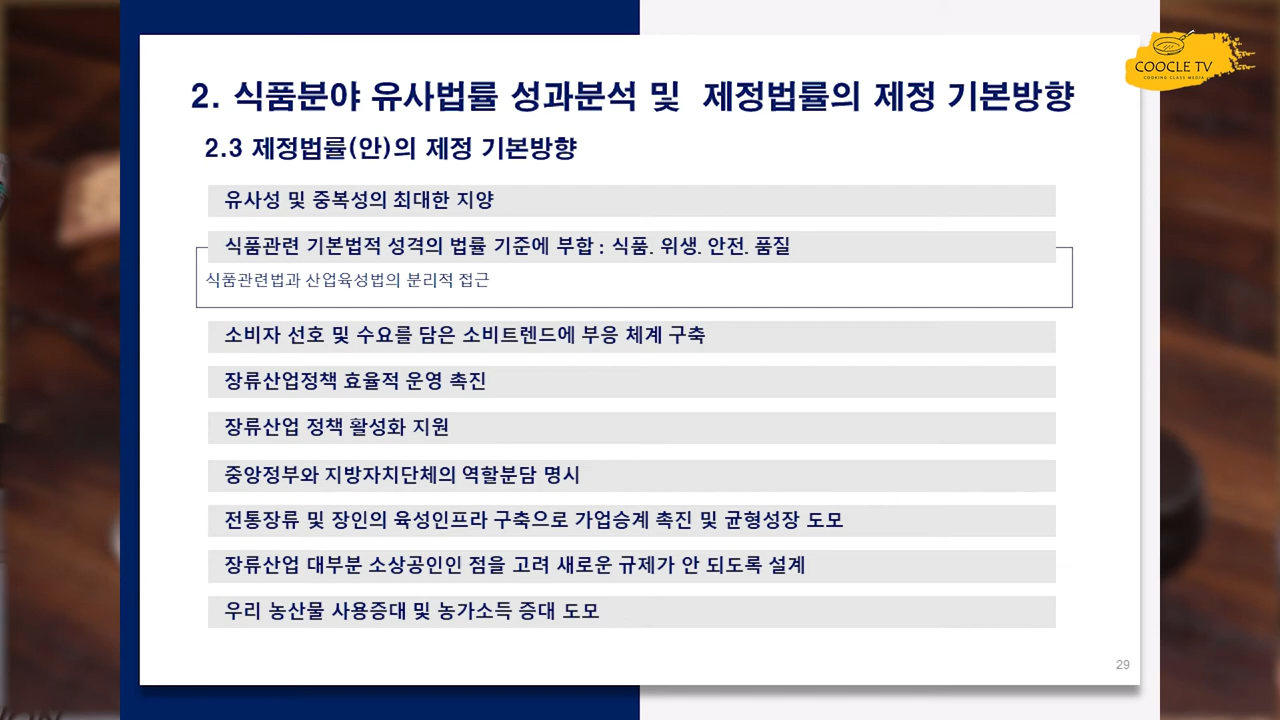 COOCLE TV
COOKING CLASS MEDIA
2. 식품분야 유사법률 성과분석 및 제정법률의 제정 기본방향
2.3 제정법률(안)의 제정 기본방향
유사성 및 중복성의 최대한 지양
식품관련 기본법적 성격의 법률 기준에 부합 : 식품. 위생. 안전. 품질
식품관련법과 산업육성법의 분리적 접근
소비자 선호 및 수요를 담은 소비트렌드에 부응 체계 구축
장류산업정책 효율적 운영 촉진
장류산업 정책 활성화 지원
중앙정부와 지방자치단체의 역할분담 명시
전통장류 및 장인의 육성인프라 구축으로 가업승계 촉진 및 균형성장 도모
장류산업 대부분 소상공인인 점을 고려 새로운 규제가 안 되도록 설계
우리 농산물 사용증대 및 농가소득 증대 도모
29